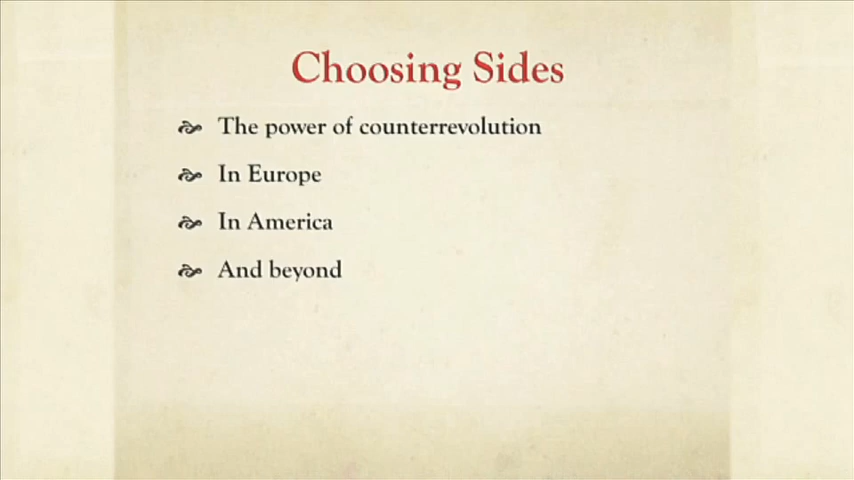 Choosing Sides
The power of counterrevolution
In Europe
In America
And beyond